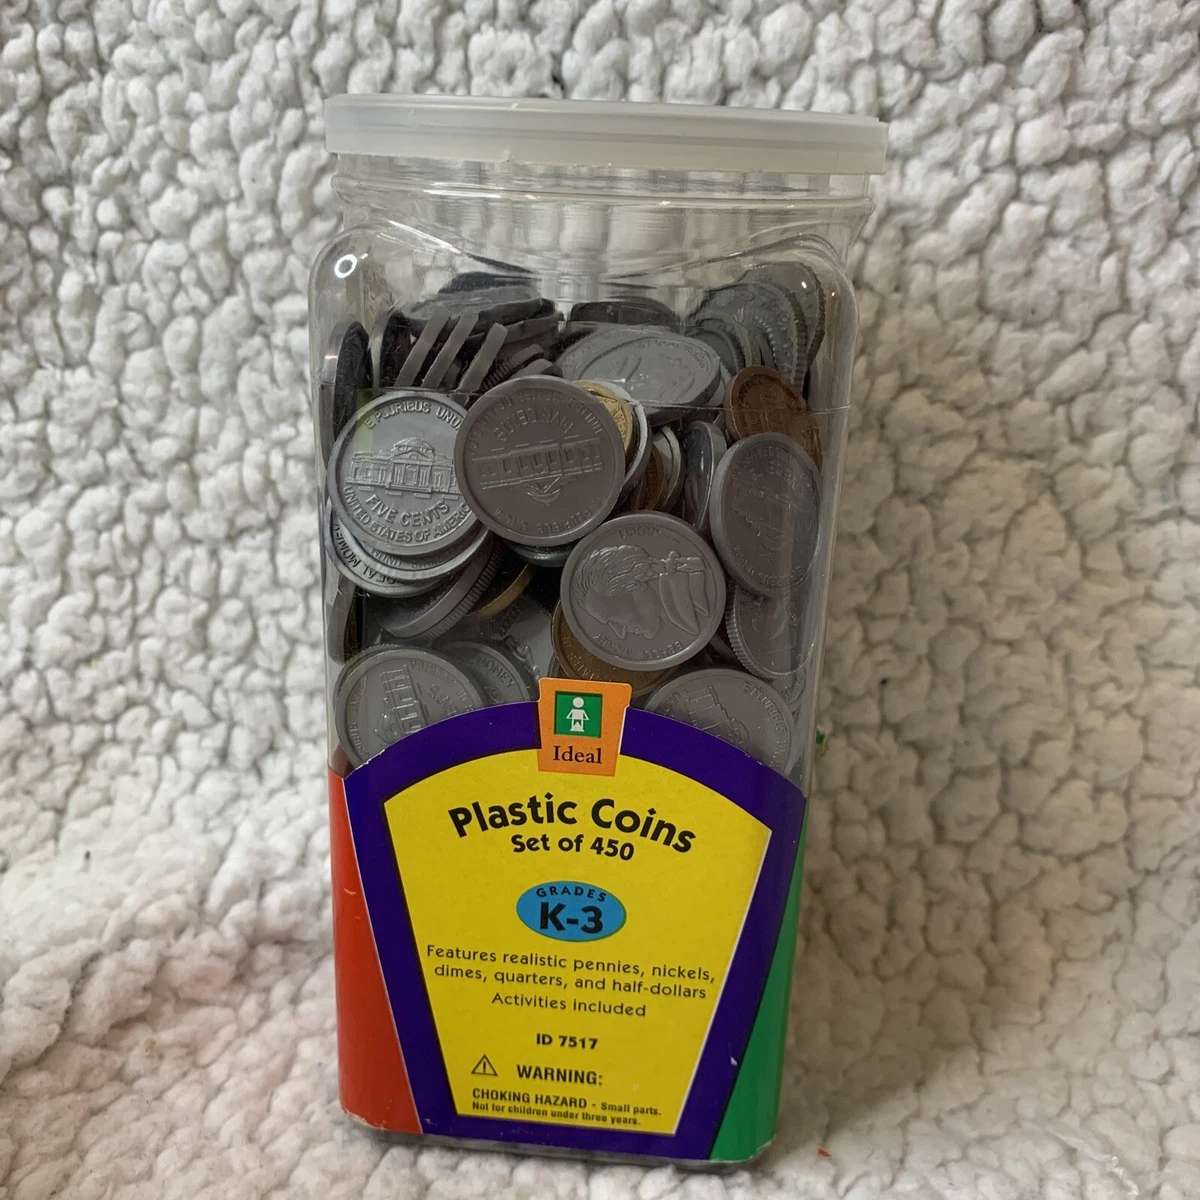 E PLURIBUS UNU
FIVE CENTS
UNITED STATES OF AMERIC
Ideal
Plastic Coins
Set of 450
GRADES
K-3
Features realistic pennies, nickels,
dimes, quarters, and half-dollars
Activities included
ID 7517
WARNING:
CHOKING HAZARD - Small parts.
Not for children under three years.